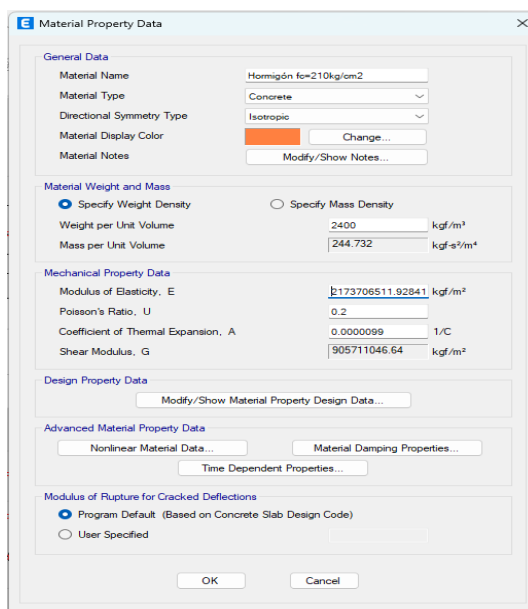 E Material Property Data
General Data
Material Name Hormigón fc=210kg/cm2
Material Type Concrete
Directional Symmetry Type Isotropic
Material Display Color Change...
Material Notes Modify/Show Notes...
Material Weight and Mass
Specify Weight Density Specify Mass Density
Weight per Unit Volume 2400 kgf/m³
Mass per Unit Volume 244.732 kgf-s²/m⁴
Mechanical Property Data
Modulus of Elasticity, E 2173706511.92841 kgf/m²
Poisson's Ratio, U 0.2
Coefficient of Thermal Expansion, A 0.0000099 1/C
Shear Modulus, G 905711046.64 kgf/m²
Design Property Data
Modify/Show Material Property Design Data...
Advanced Material Property Data
Nonlinear Material Data... Material Damping Properties...
Time Dependent Properties...
Modulus of Rupture for Cracked Deflections
Program Default (Based on Concrete Slab Design Code)
User Specified
OK Cancel